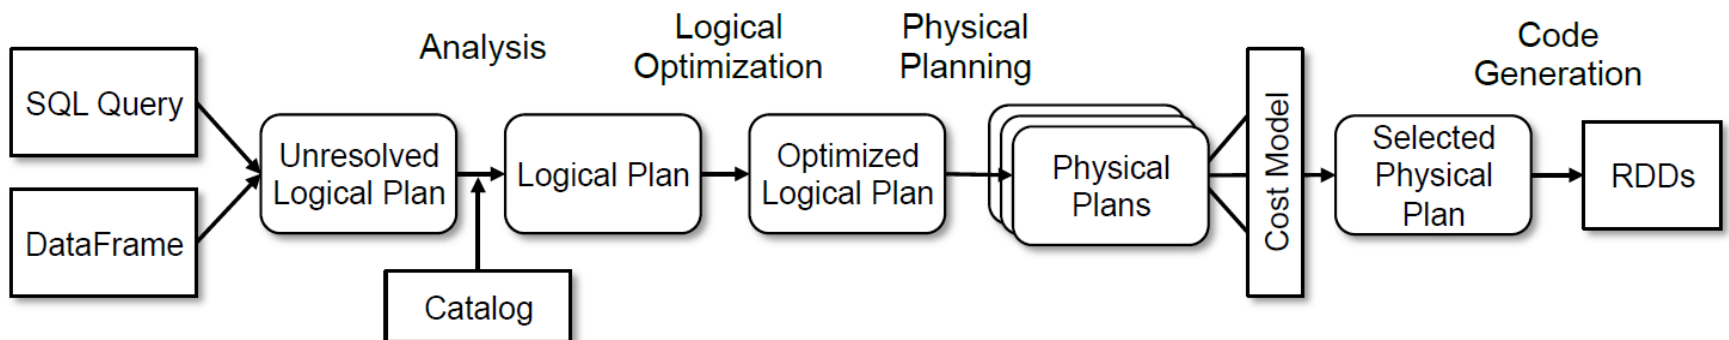 Analysis
Logical
Optimization
Physical
Planning
Code
Generation
SQL Query
DataFrame
Unresolved
Logical Plan
Catalog
Logical Plan
Optimized
Logical Plan
Physical
Plans
Cost Model
Selected
Physical
Plan
RDDs